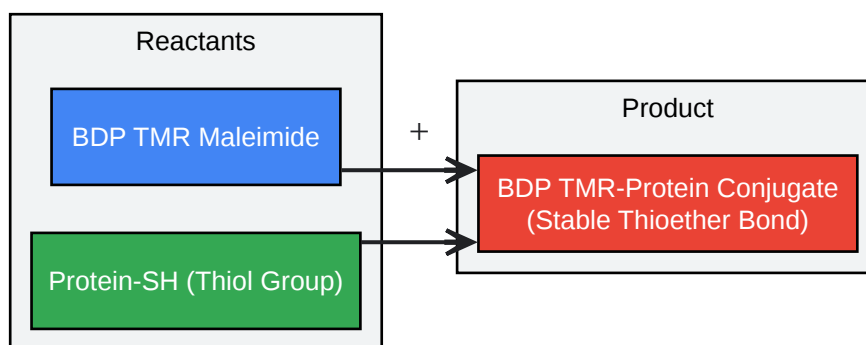 Reactants
BDP TMR Maleimide
Protein-SH (Thiol Group)
+
Product
BDP TMR-Protein Conjugate
(Stable Thioether Bond)